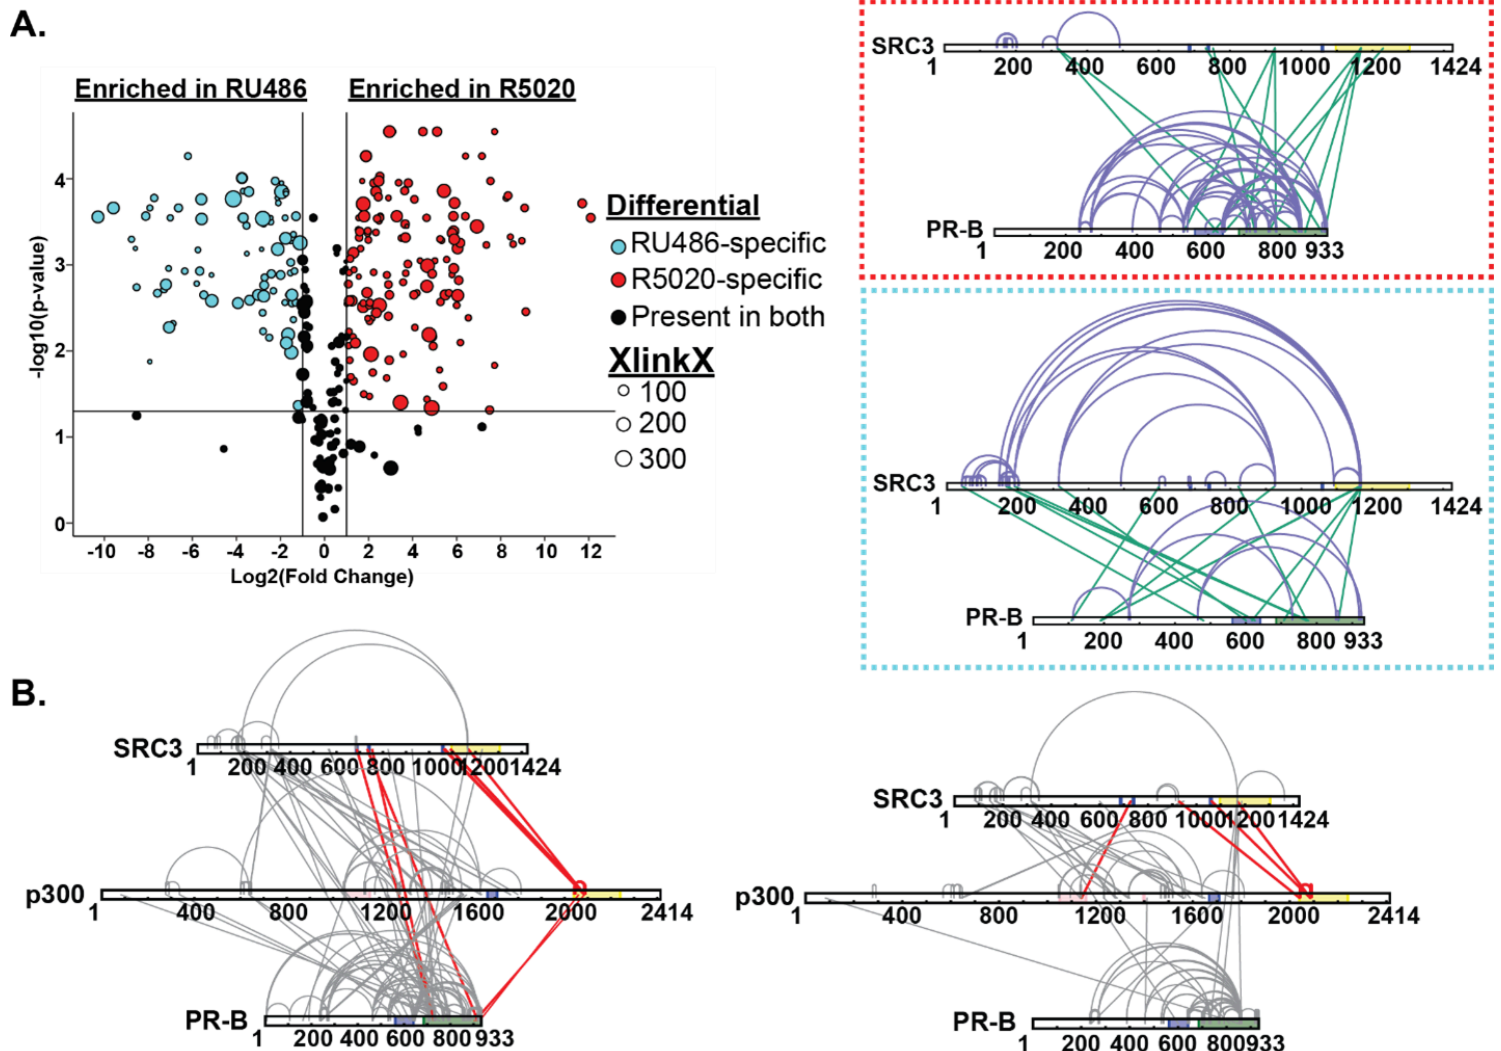 A.
Enriched in RU486 Enriched in R5020
4
3
2
1
0
-log10(p-value)
-10 -8 -6 -4 -2 0 2 4 6 8 10 12
Log2(Fold Change)
Differential
RU486-specific
R5020-specific
Present in both
XlinkX
100
200
300
SRC3
1 200 400 600 800 1000 1200 1424
PR-B
1 200 400 600 800 933
SRC3
1 200 400 600 800 1000 1200 1424
PR-B
1 200 400 600 800 933
B.
SRC3
1 200 400 600 800 1000 1200 1424
p300
1 400 800 1200 1600 2000 2414
PR-B
1 200 400 600 800 933
SRC3
1 200 400 600 800 1000 1200 1424
p300
1 400 800 1200 1600 2000 2414
PR-B
1 200 400 600 800 933